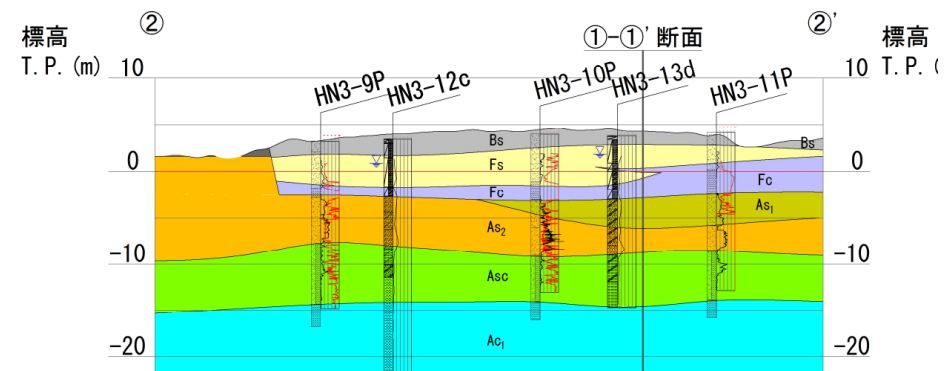 ② ①-①' 断面 ②'
標高 標高
T.P.(m) 10 10 T.P.(
HN3-9P HN3-12c HN3-10P HN3-13d HN3-11P
Bs Bs
0 Fs 0
Fc Fc
As₁
As₂
-10 -10
Asc
-20 Ac₁ -20